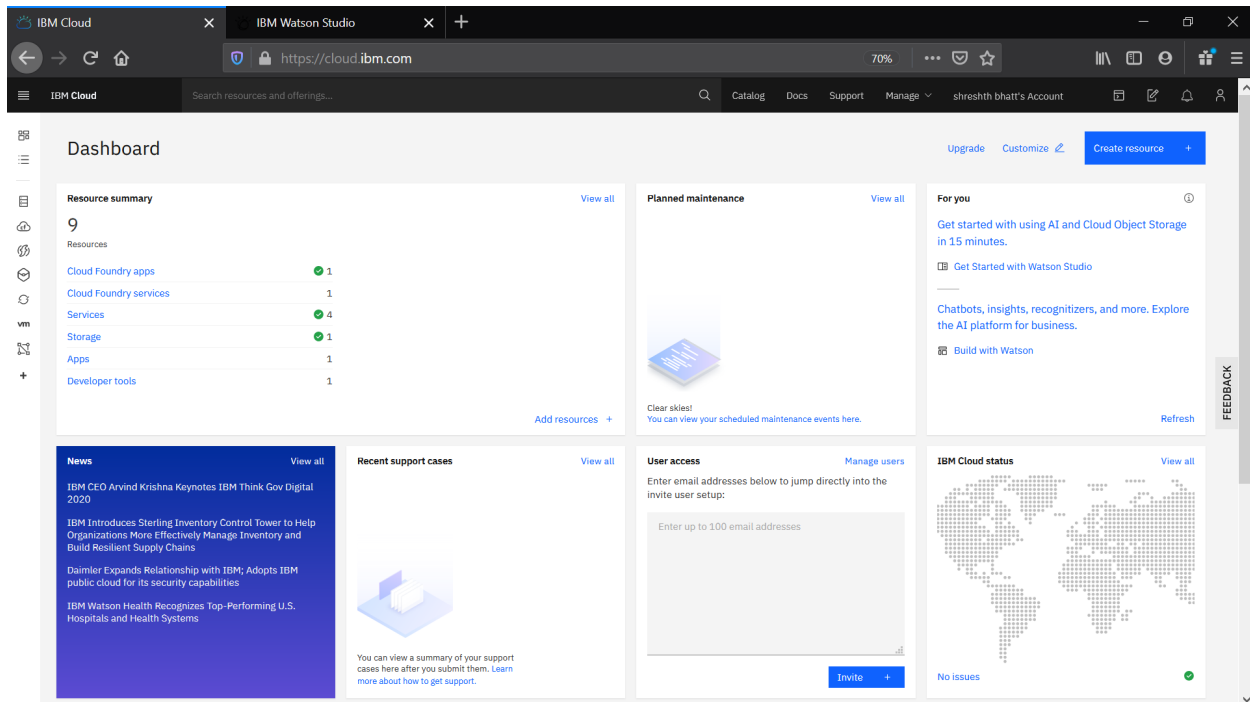 IBM Cloud
IBM Watson Studio
https://cloud.ibm.com
70%
IBM Cloud
Search resources and offerings...
Catalog
Docs
Support
Manage
shreshth bhatt's Account
Dashboard
Upgrade
Customize
Create resource +
Resource summary
View all
9
Resources
Cloud Foundry apps 1
Cloud Foundry services 1
Services 4
Storage 1
Apps 1
Developer tools 1
Add resources +
Planned maintenance
View all
Clear skies!
You can view your scheduled maintenance events here.
For you
Get started with using AI and Cloud Object Storage
in 15 minutes.
Get Started with Watson Studio
Chatbots, insights, recognitizers, and more. Explore
the AI platform for business.
Build with Watson
Refresh
vm
FEEDBACK
News
View all
IBM CEO Arvind Krishna Keynotes IBM Think Gov Digital
2020
IBM Introduces Sterling Inventory Control Tower to Help
Organizations More Effectively Manage Inventory and
Build Resilient Supply Chains
Daimler Expands Relationship with IBM; Adopts IBM
public cloud for its security capabilities
IBM Watson Health Recognizes Top-Performing U.S.
Hospitals and Health Systems
Recent support cases
View all
You can view a summary of your support
cases here after you submit them. Learn
more about how to get support.
User access
Manage users
Enter email addresses below to jump directly into the
invite user setup:
Enter up to 100 email addresses
Invite +
IBM Cloud status
View all
No issues